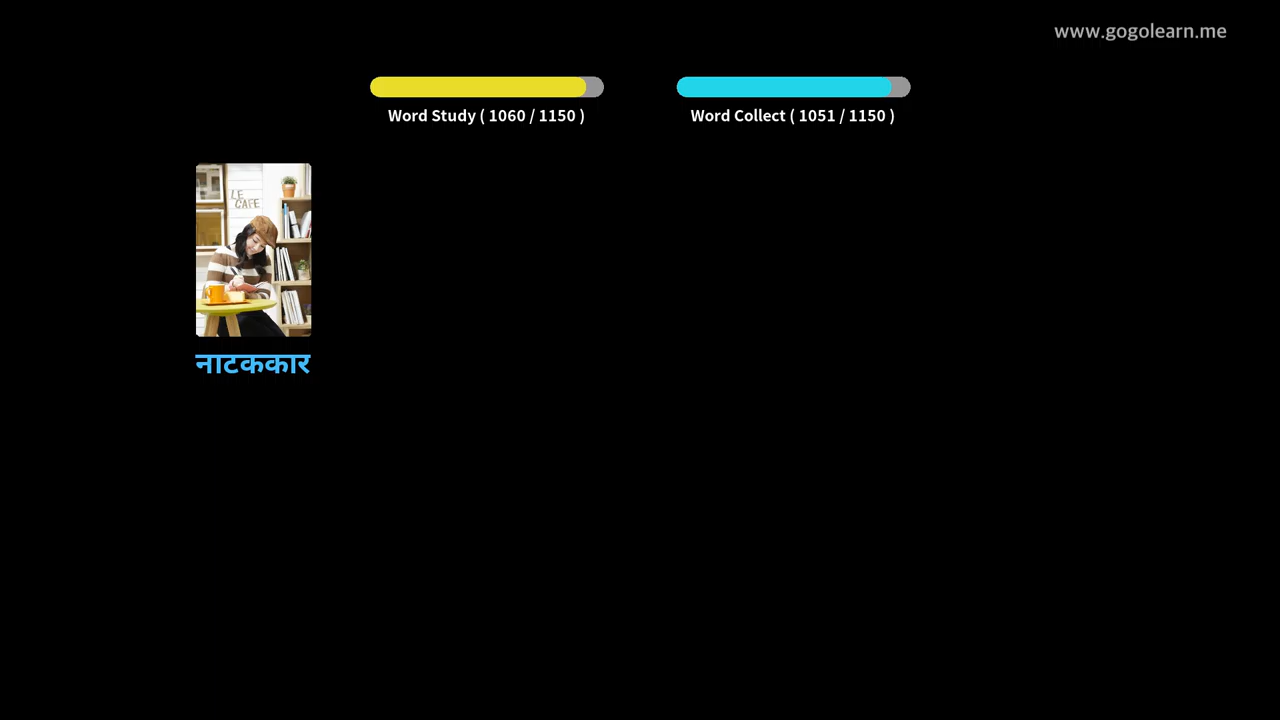 www.gogolearn.me
Word Study ( 1060 / 1150 )
Word Collect ( 1051 / 1150 )
LE
CAFE
नाटककार